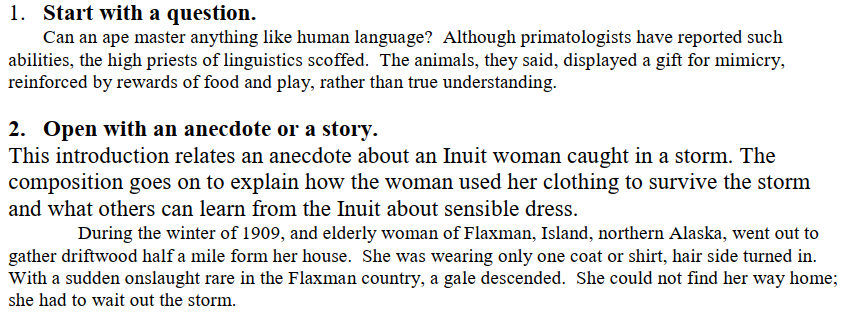 1. Start with a question.
Can an ape master anything like human language? Although primatologists have reported such
abilities, the high priests of linguistics scoffed. The animals, they said, displayed a gift for mimicry,
reinforced by rewards of food and play, rather than true understanding.
2. Open with an anecdote or a story.
This introduction relates an anecdote about an Inuit woman caught in a storm. The
composition goes on to explain how the woman used her clothing to survive the storm
and what others can learn from the Inuit about sensible dress.
During the winter of 1909, and elderly woman of Flaxman, Island, northern Alaska, went out to
gather driftwood half a mile form her house. She was wearing only one coat or shirt, hair side turned in.
With a sudden onslaught rare in the Flaxman country, a gale descended. She could not find her way home;
she had to wait out the storm.